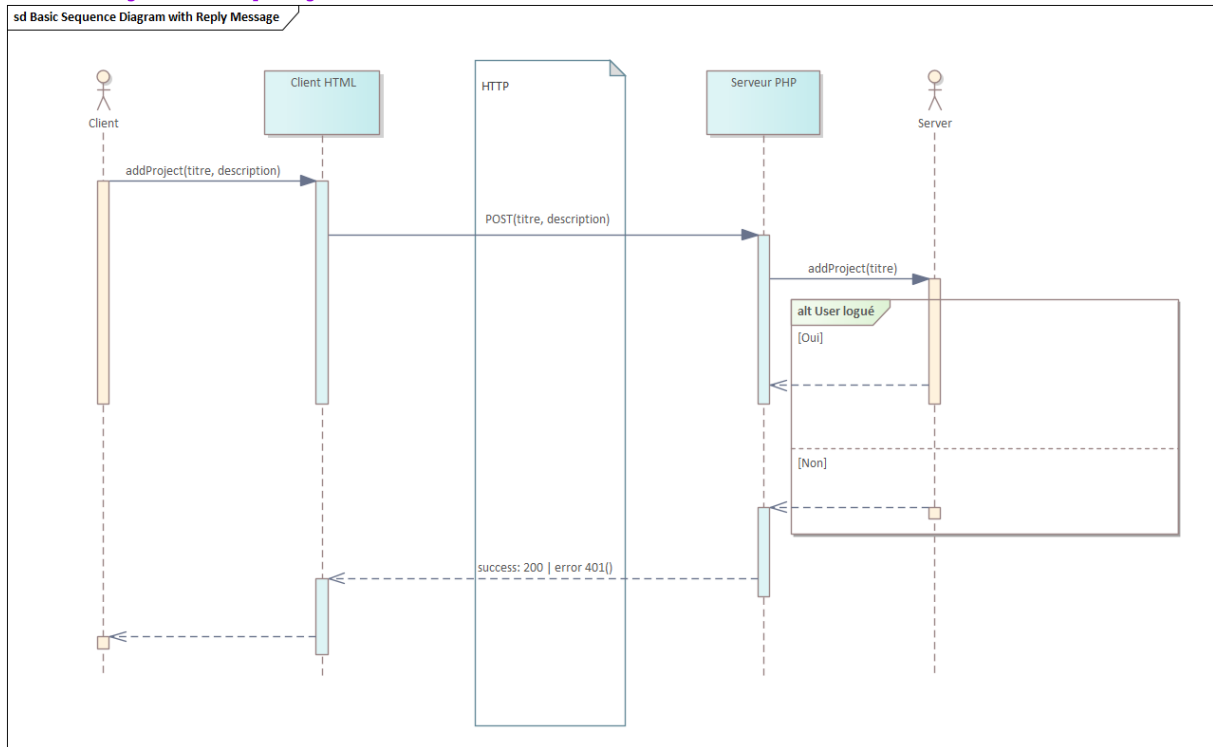 sd Basic Sequence Diagram with Reply Message
Client
Client HTML
HTTP
Serveur PHP
Server
addProject(titre, description)
POST(titre, description)
addProject(titre)
alt User logué
[Oui]
[Non]
success: 200 | error 401()